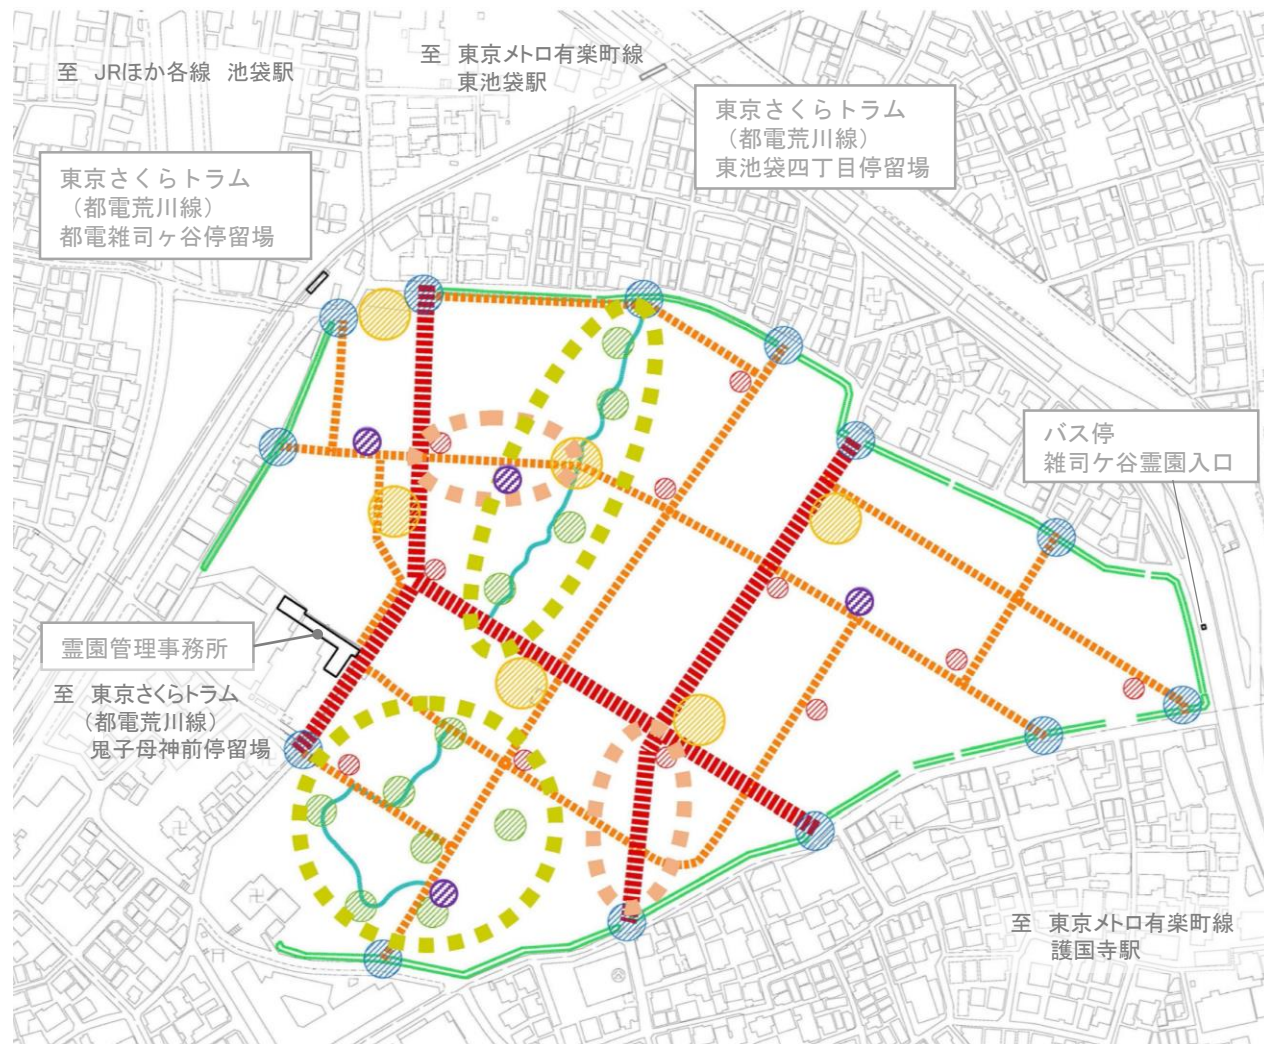 至 JRほか各線 池袋駅
至 東京メトロ有楽町線
東池袋駅
東京さくらトラム
（都電荒川線）
東池袋四丁目停留場
東京さくらトラム
（都電荒川線）
都電雑司ヶ谷停留場
バス停
雑司ケ谷霊園入口
霊園管理事務所
至 東京さくらトラム
（都電荒川線）
鬼子母神前停留場
至 東京メトロ有楽町線
護国寺駅